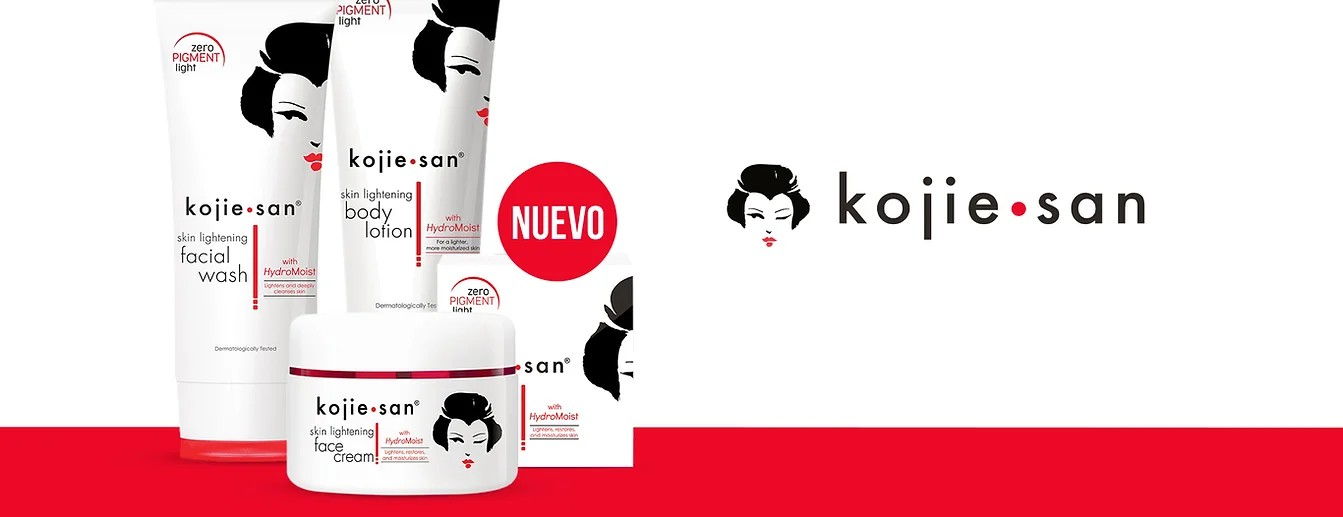 zero
PIGMENT
light
kojie•san®
skin lightening
facial
wash
with
HydroMoist
Lightens and deeply
cleanses skin
Dermatologically Tested
zero
PIGMENT
light
kojie•san®
skin lightening
body
lotion
with
HydroMoist
For a lighter,
more moisturized skin
Dermatologically Tes
NUEVO
zero
PIGMENT
light
•san®
with
HydroMoist
Lightens, restores,
and moisturizes skin
kojie•san®
skin lightening
face
cream
with
HydroMoist
Lightens, restores,
and moisturizes skin
kojie•san